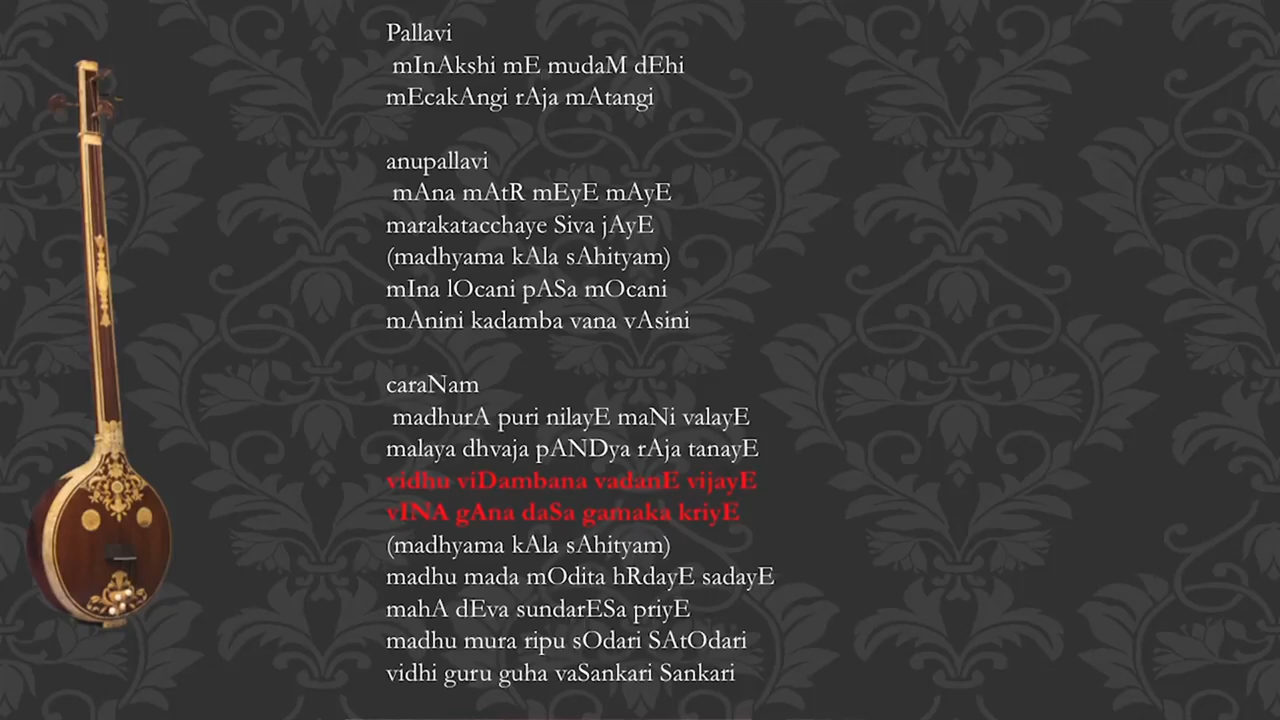 Pallavi
mInAkshi mE mudaM dEhi
mEcakAngi rAja mAtangi
anupallavi
mAna mAtR mEyE mAyE
marakatacchaye Siva jAyE
(madhyama kAla sAhityam)
mIna lOcani pASa mOcani
mAnini kadamba vana vAsini
caraNam
madhurA puri nilayE maNi valayE
malaya dhvaja pANDya rAja tanayE
vidhu viDambana vadanE vijayE
vINA gAna daSa gamaka kriyE
(madhyama kAla sAhityam)
madhu mada mOdita hRdayE sadayE
mahA dEva sundarESa priyE
madhu mura ripu sOdari SAtOdari
vidhi guru guha vaSankari Sankari